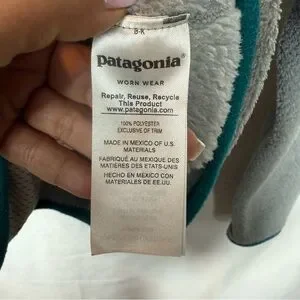 B-K
patagonia®
WORN WEAR
Repair, Reuse, Recycle
This Product
www.patagonia.com
100% POLYESTER
EXCLUSIVE OF TRIM
MADE IN MEXICO OF U.S.
MATERIALS
FABRIQUÉ AU MEXIQUE DES
MATIÈRES DES ETATS-UNIS
HECHO EN MÉXICO CON
MATERIALES DE EE.UU.